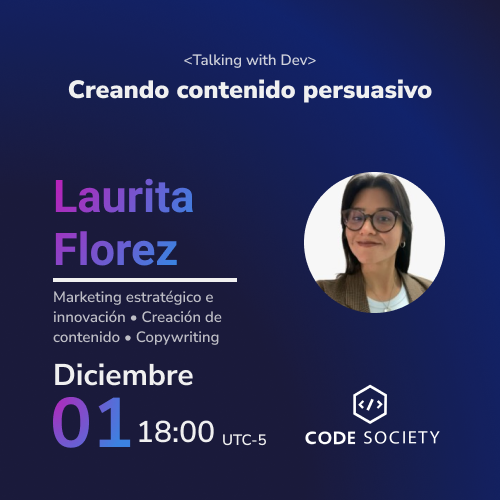 <Talking with Dev>
Creando contenido persuasivo
Laurita
Florez
Marketing estratégico e
innovación • Creación de
contenido • Copywriting
Diciembre
01 18:00 UTC-5
</>
CODE SOCIETY